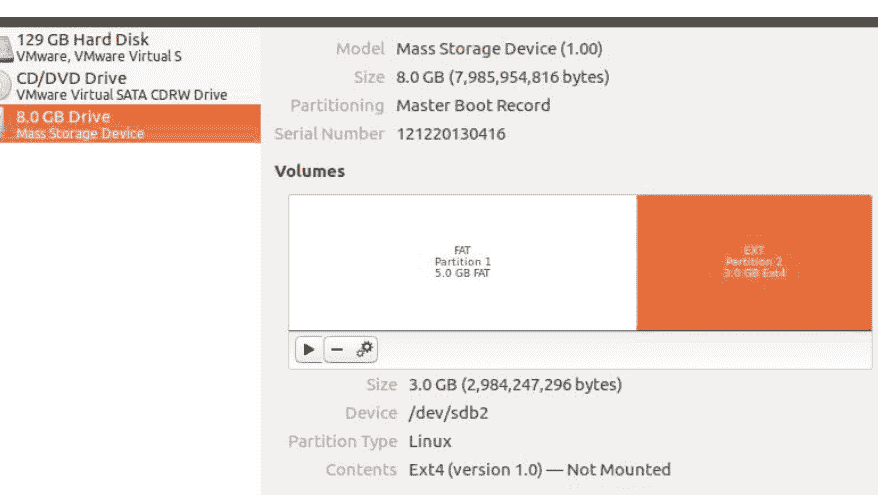 129 GB Hard Disk
VMware, VMware Virtual S
CD/DVD Drive
VMware Virtual SATA CDRW Drive
8.0 GB Drive
Mass Storage Device
Model Mass Storage Device (1.00)
Size 8.0 GB (7,985,954,816 bytes)
Partitioning Master Boot Record
Serial Number 121220130416
Volumes
FAT
Partition 1
5.0 GB FAT
EXT
Partition 2
3.0 GB Ext4
Size 3.0 GB (2,984,247,296 bytes)
Device /dev/sdb2
Partition Type Linux
Contents Ext4 (version 1.0) — Not Mounted